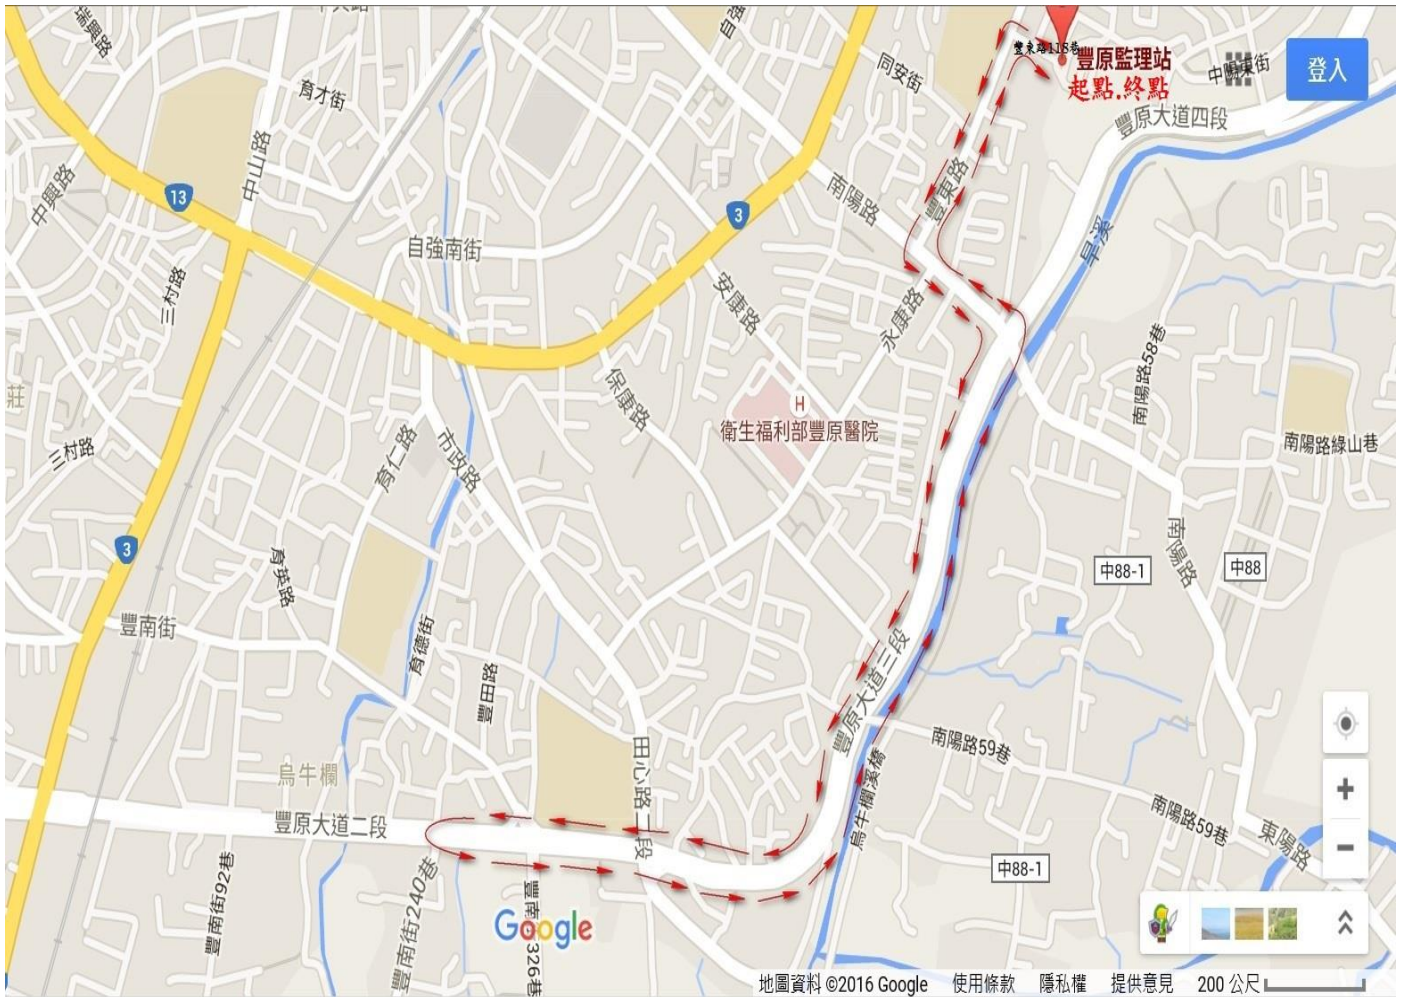 瑞興路
自強
同安街
豐東路118巷
豐原監理站
起點.終點
中陽東街
登入
育才街
豐原大道四段
中山路
13
中興路
3
南陽路
豐東路
旱溪
自強南街
三村路
安康路
永康路
南陽路58巷
保康路
H
衛生福利部豐原醫院
莊
三村路
育仁路
市政路
南陽路綠山巷
3
育英路
南陽路
中88-1
中88
豐南街
育德街
豐田路
豐原大道三段
南陽路59巷
烏牛欄
田心路二段
烏牛欄溪橋
南陽路59巷
東陽路
豐原大道二段
中88-1
豐南街92巷
豐南街240巷
豐南街326巷
Google
地圖資料 ©2016 Google 使用條款 隱私權 提供意見 200 公尺